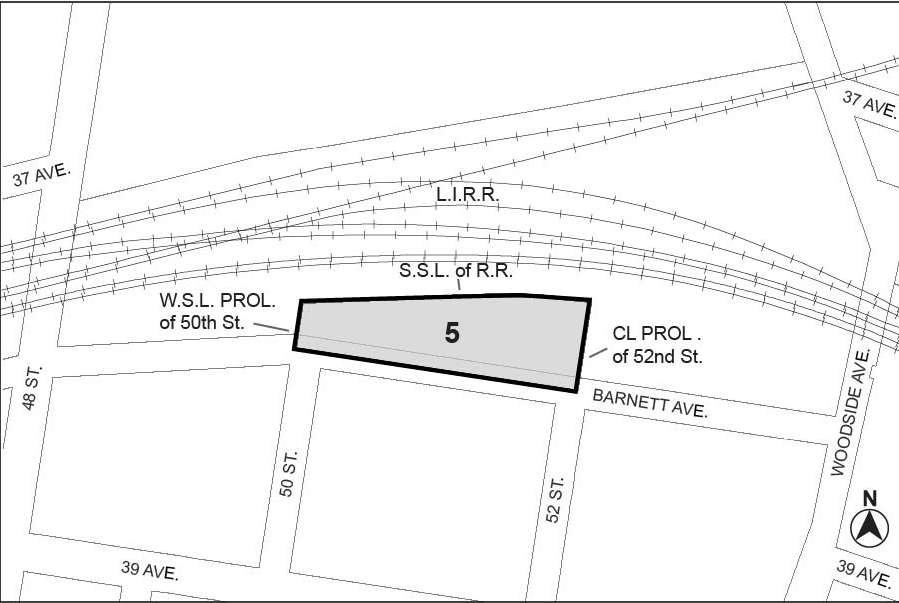 37 AVE.
37 AVE.
L.I.R.R.
S.S.L. of R.R.
W.S.L. PROL.
of 50th St.
5
CL PROL .
of 52nd St.
48 ST.
BARNETT AVE.
WOODSIDE AVE.
50 ST.
52 ST.
N
39 AVE.
39 AVE.